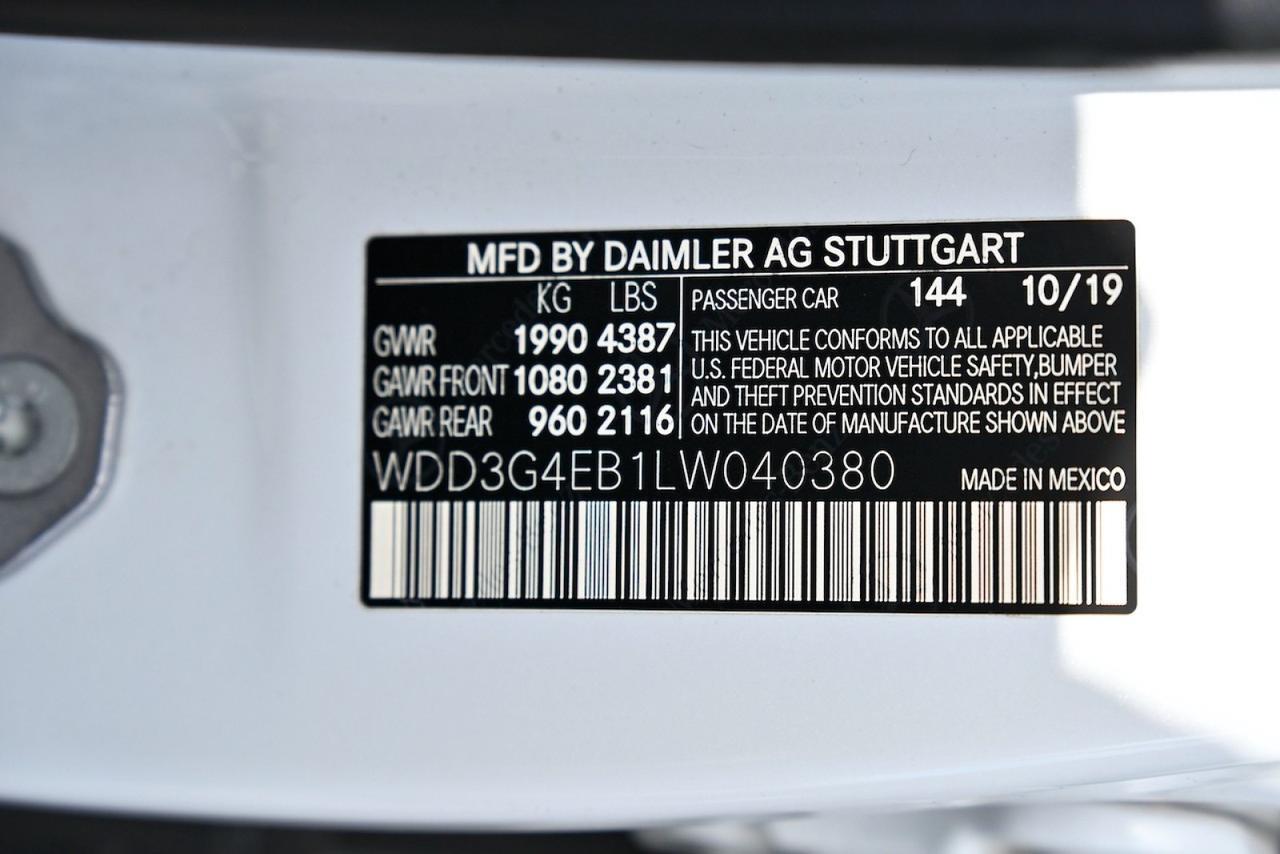 MFD BY DAIMLER AG STUTTGART
KG LBS
GVWR 1990 4387
GAWR FRONT 1080 2381
GAWR REAR 960 2116
PASSENGER CAR 144 10/19
THIS VEHICLE CONFORMS TO ALL APPLICABLE
U.S. FEDERAL MOTOR VEHICLE SAFETY,BUMPER
AND THEFT PREVENTION STANDARDS IN EFFECT
ON THE DATE OF MANUFACTURE SHOWN ABOVE
WDD3G4EB1LW040380 MADE IN MEXICO